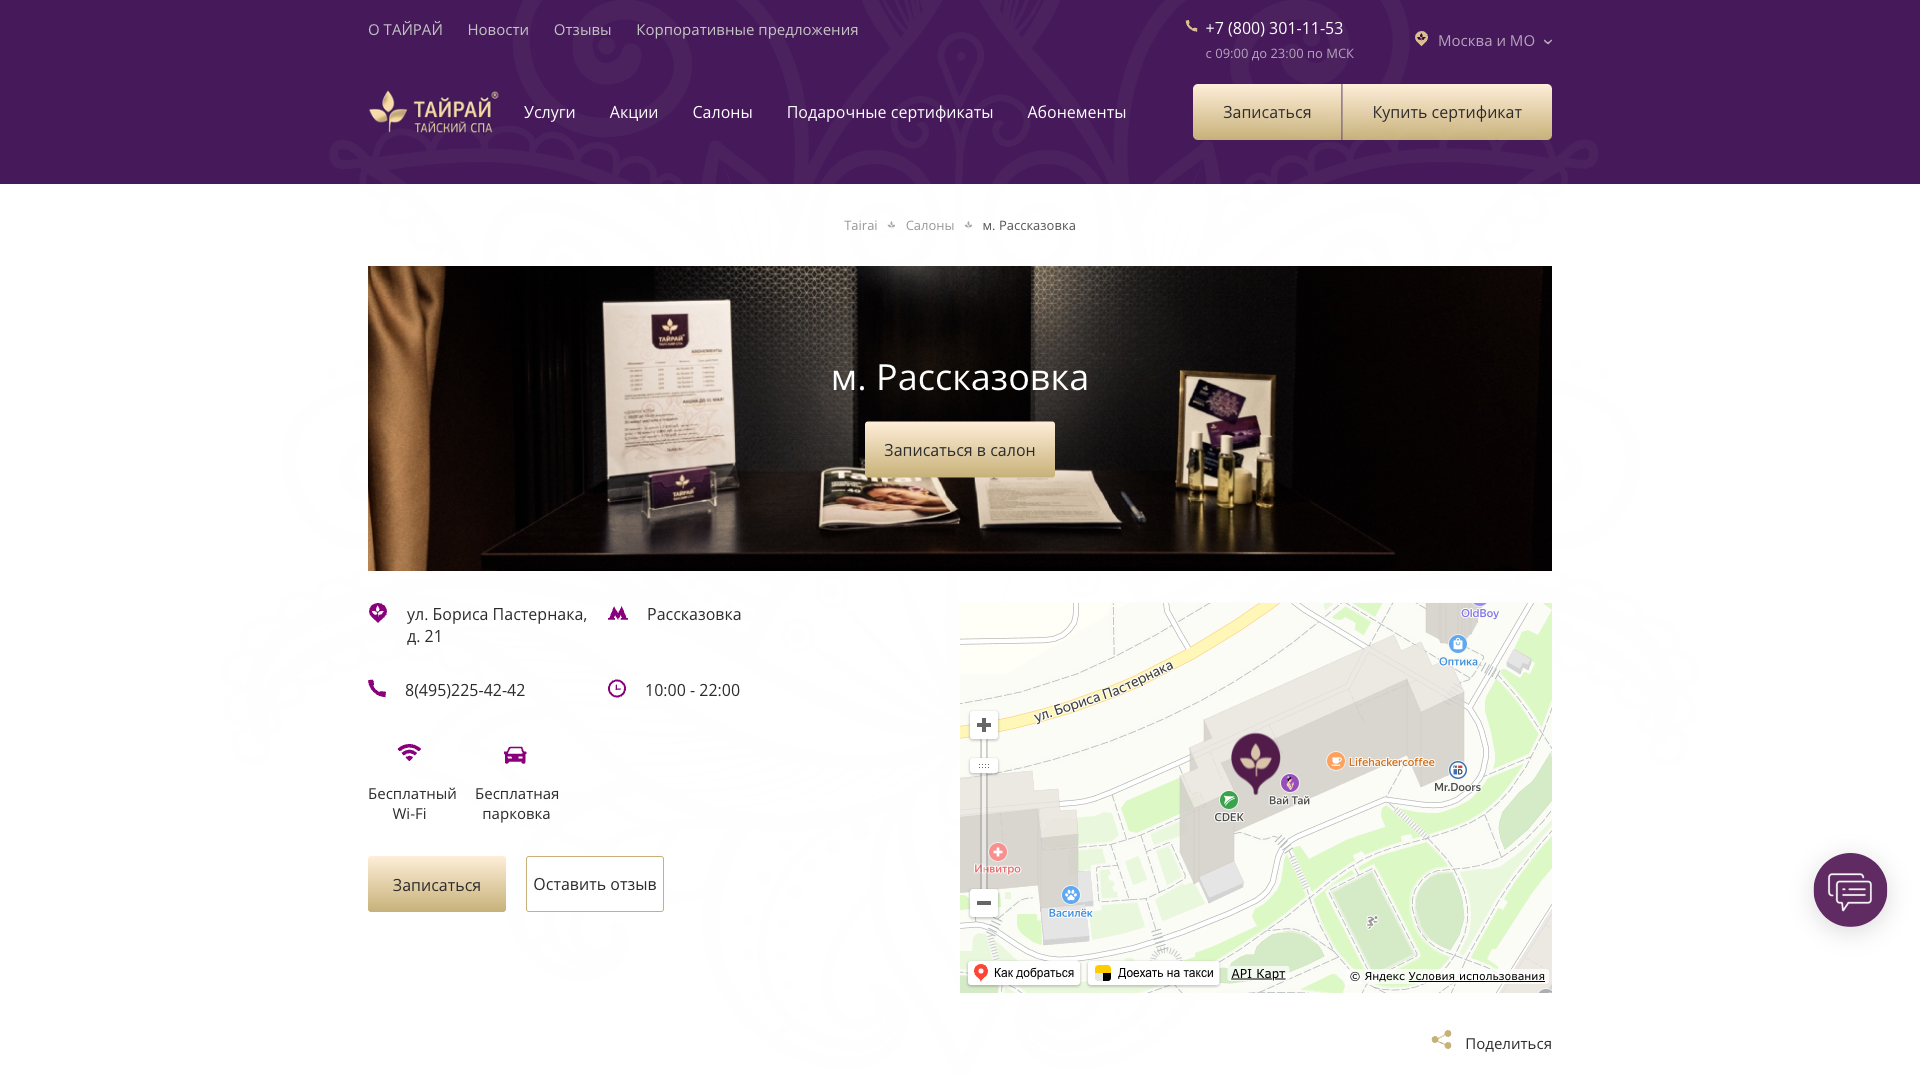 О ТАЙРАЙ
Новости
Отзывы
Корпоративные предложения
+7 (800) 301-11-53
с 09:00 до 23:00 по МСК
Москва и МО
ТАЙРАЙ®
ТАЙСКИЙ СПА
Услуги
Акции
Салоны
Подарочные сертификаты
Абонементы
Записаться
Купить сертификат
Tairai
Салоны
м. Рассказовка
ТАЙРАЙ
м. Рассказовка
Записаться в салон
ТАЙРАЙ
ул. Бориса Пастернака,
д. 21
Рассказовка
8(495)225-42-42
10:00 - 22:00
Бесплатный
Wi-Fi
Бесплатная
парковка
Записаться
Оставить отзыв
OldBoy
Оптика
ул. Бориса Пастернака
Lifehackercoffee
Mr.Doors
Вай Тай
CDEK
Инвитро
Василёк
Как добраться
Доехать на такси
API Карт
© Яндекс Условия использования
Поделиться